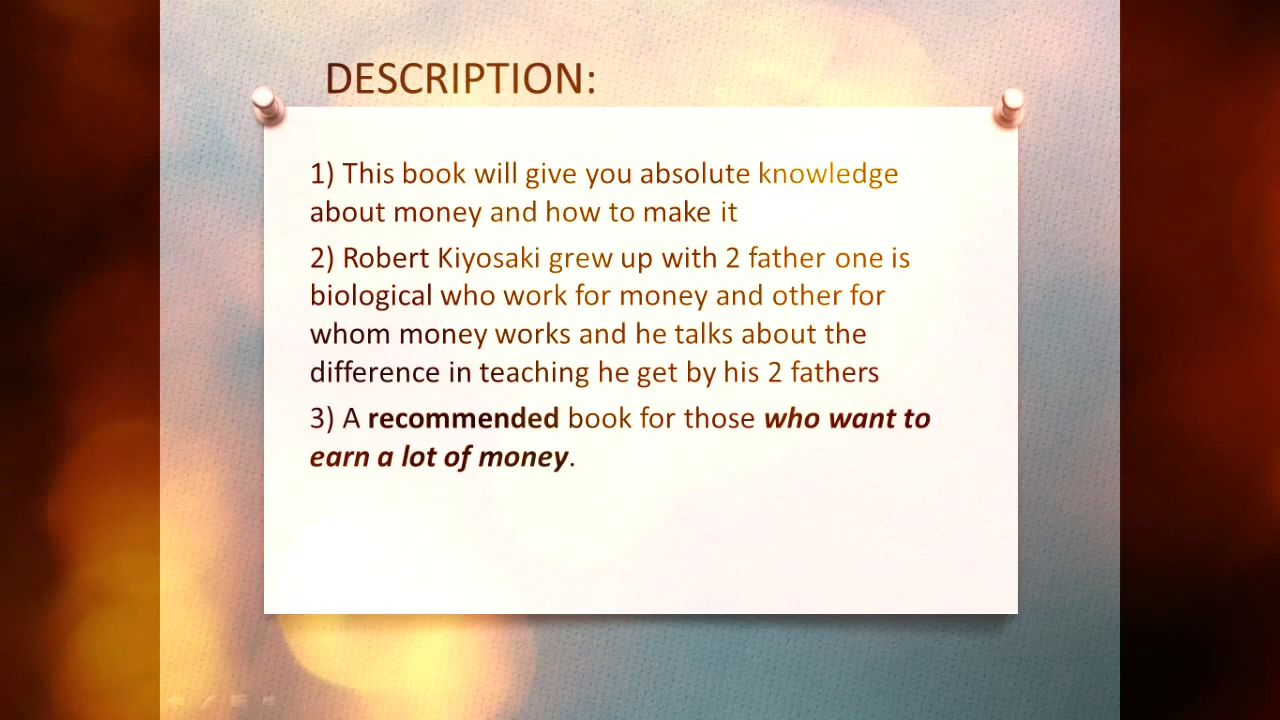 DESCRIPTION:
1) This book will give you absolute knowledge
about money and how to make it
2) Robert Kiyosaki grew up with 2 father one is
biological who work for money and other for
whom money works and he talks about the
difference in teaching he get by his 2 fathers
3) A recommended book for those who want to
earn a lot of money.